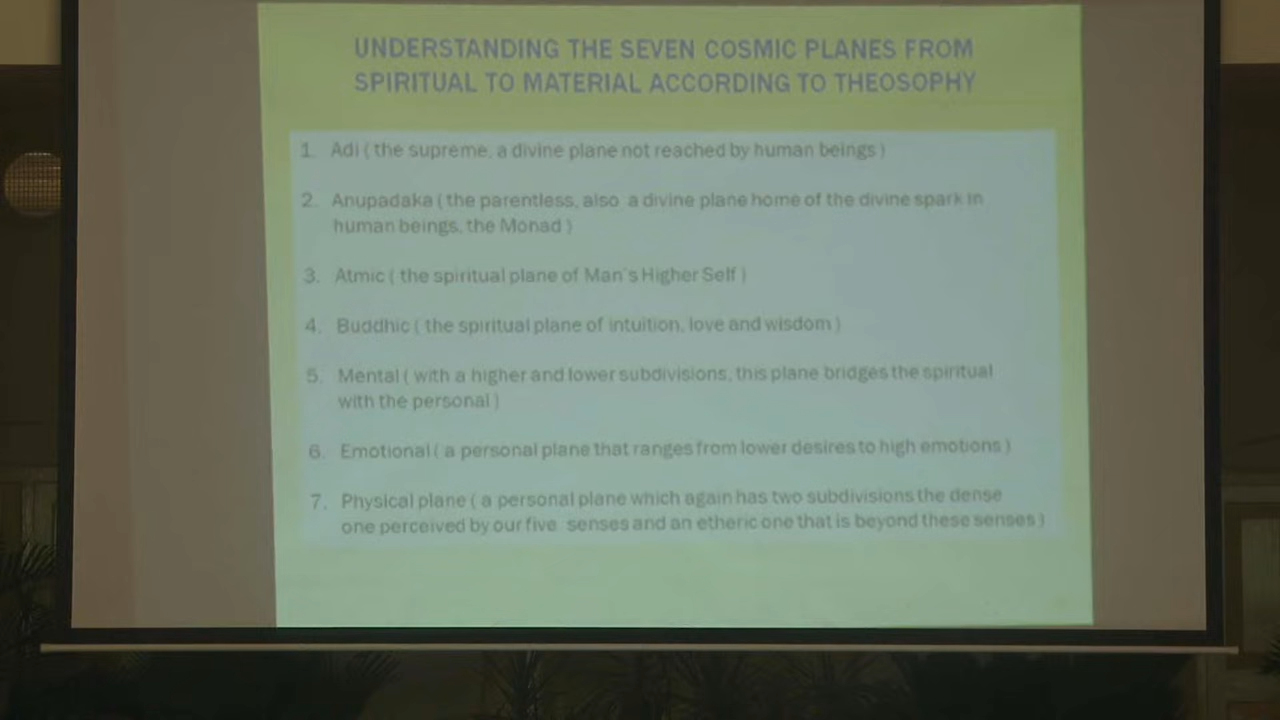 UNDERSTANDING THE SEVEN COSMIC PLANES FROM
SPIRITUAL TO MATERIAL ACCORDING TO THEOSOPHY
1. Adi ( the supreme, a divine plane not reached by human beings )
2. Anupadaka ( the parentless, also a divine plane home of the divine spark in
human beings, the Monad )
3. Atmic ( the spiritual plane of Man's Higher Self )
4. Buddhic ( the spiritual plane of intuition, love and wisdom )
5. Mental ( with a higher and lower subdivisions, this plane bridges the spiritual
with the personal )
6. Emotional ( a personal plane that ranges from lower desires to high emotions )
7. Physical plane ( a personal plane which again has two subdivisions the dense
one perceived by our five senses and an etheric one that is beyond these senses )